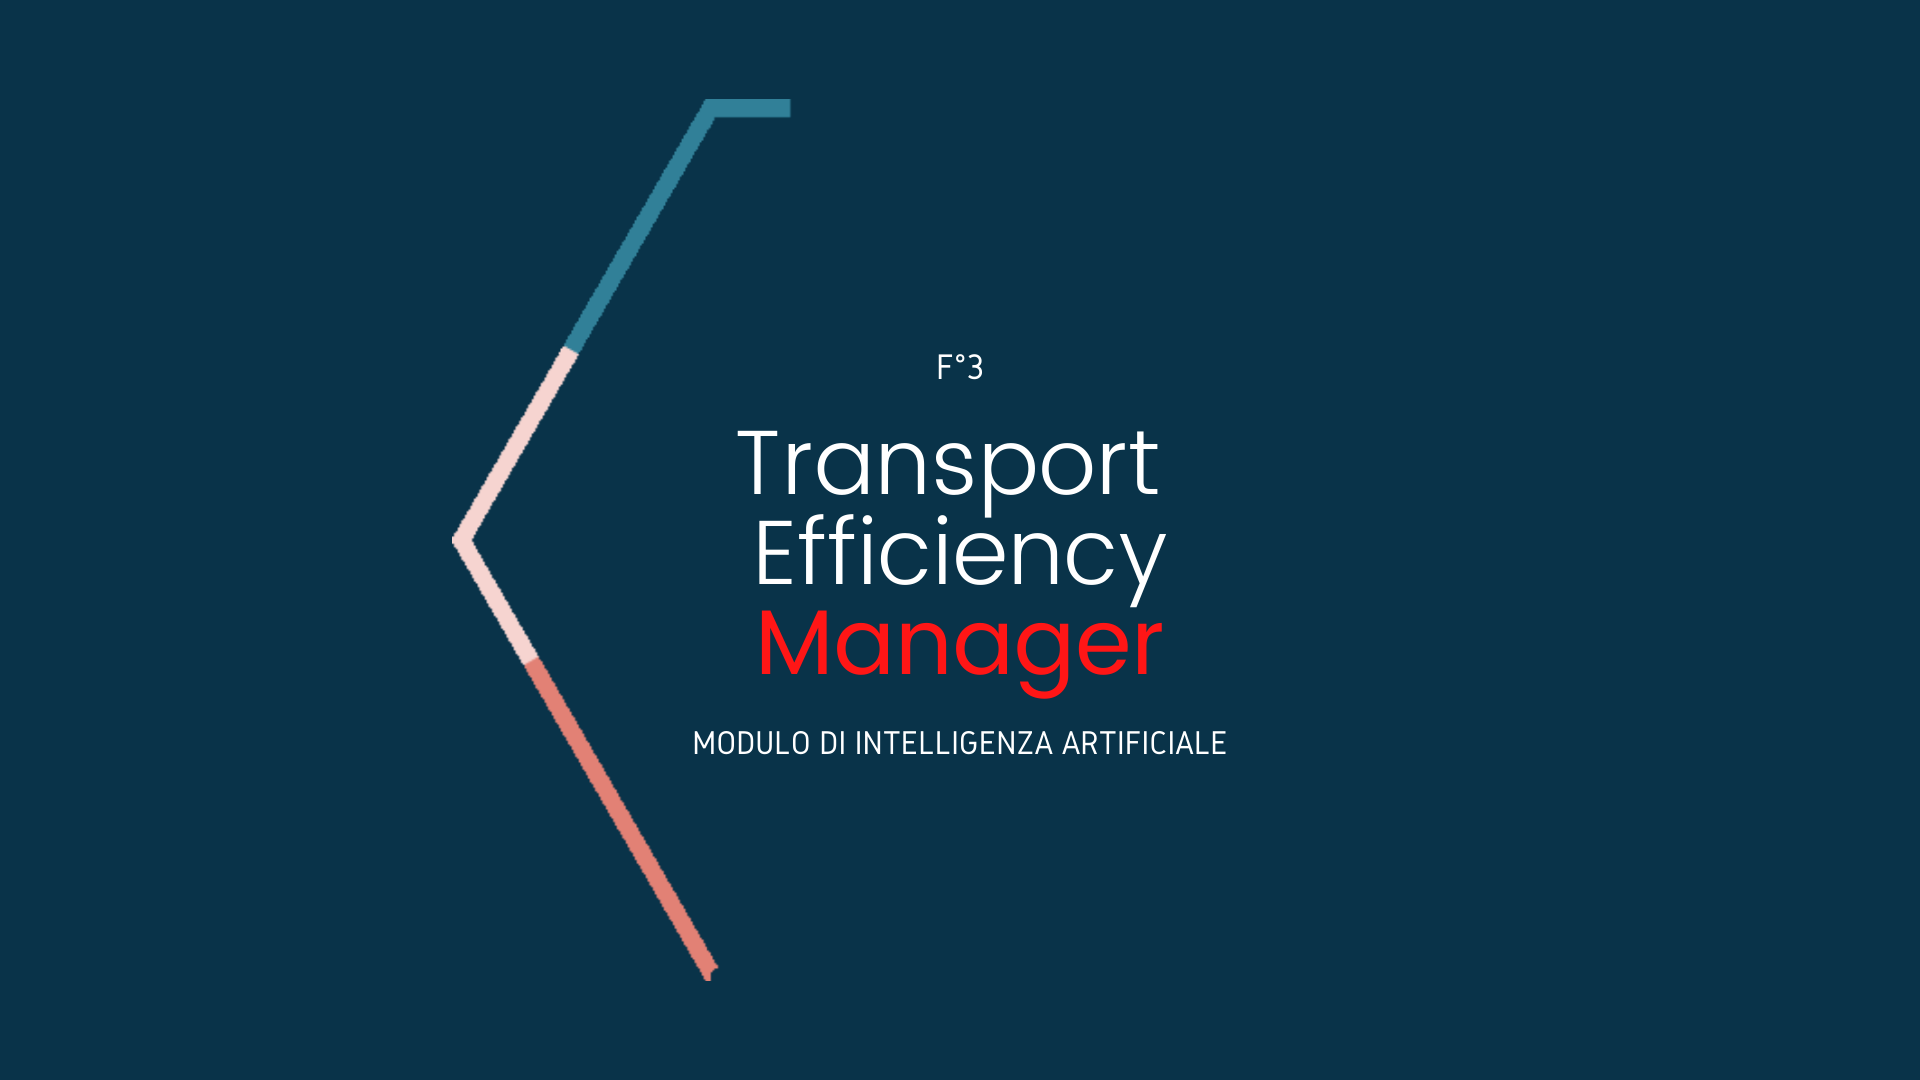 F°3
Transport
Efficiency
Manager
MODULO DI INTELLIGENZA ARTIFICIALE